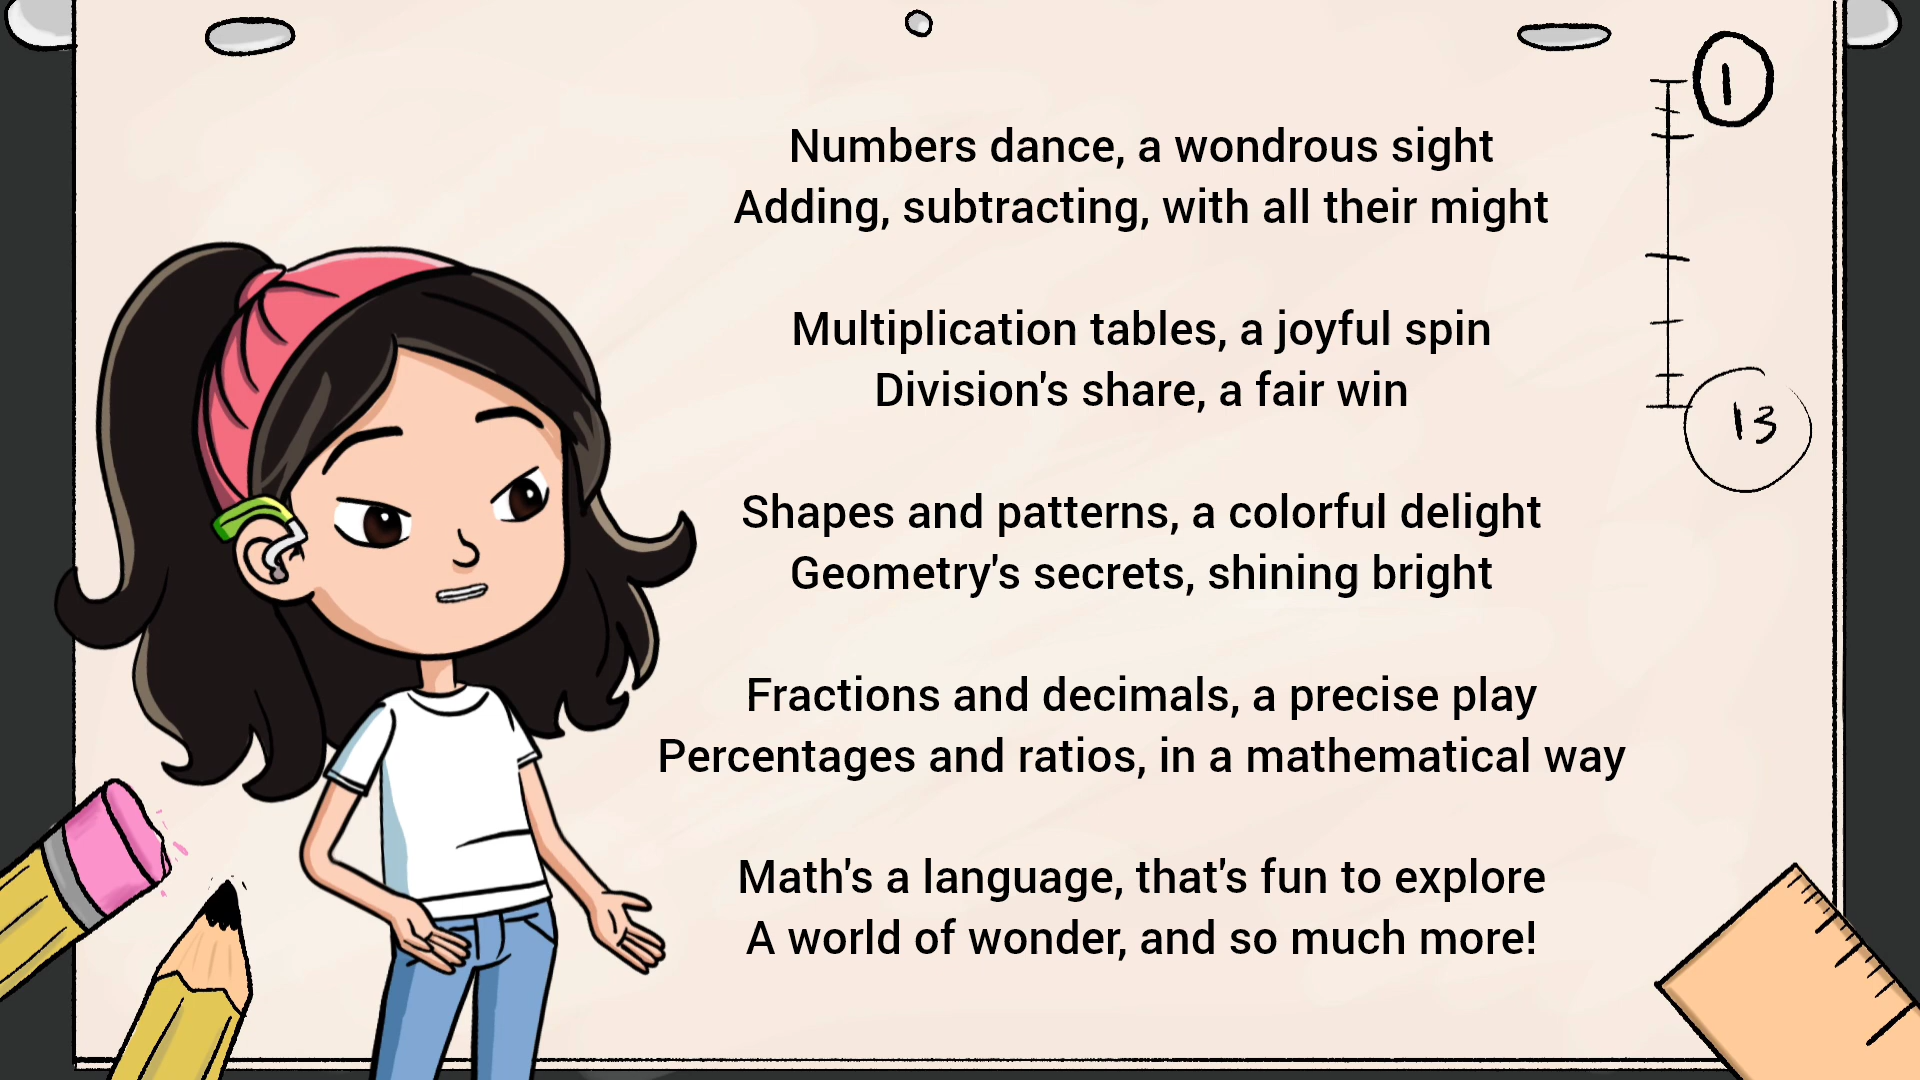 Numbers dance, a wondrous sight
Adding, subtracting, with all their might
Multiplication tables, a joyful spin
Division's share, a fair win
Shapes and patterns, a colorful delight
Geometry's secrets, shining bright
Fractions and decimals, a precise play
Percentages and ratios, in a mathematical way
Math's a language, that's fun to explore
A world of wonder, and so much more!
1
13